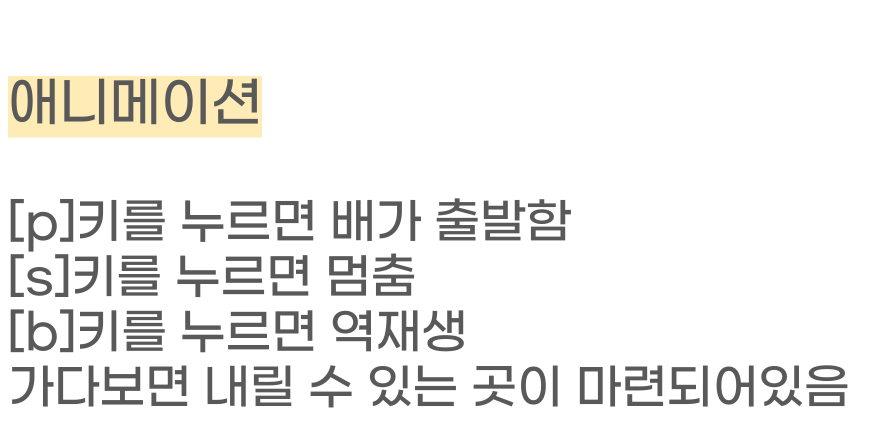 애니메이션
[p]키를 누르면 배가 출발함
[s]키를 누르면 멈춤
[b]키를 누르면 역재생
가다보면 내릴 수 있는 곳이 마련되어있음